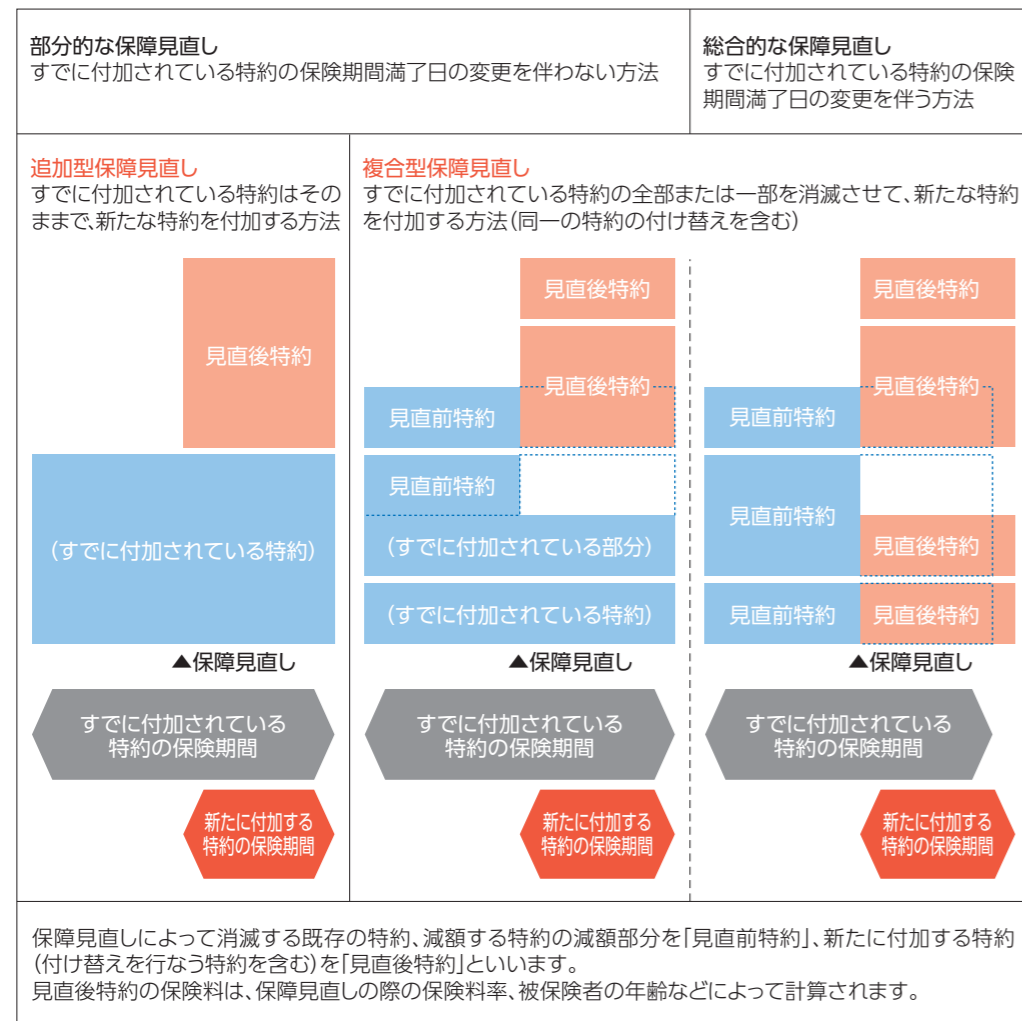 部分的な保障見直し
すでに付加されている特約の保険期間満了日の変更を伴わない方法
総合的な保障見直し
すでに付加されている特約の保険
期間満了日の変更を伴う方法
追加型保障見直し
すでに付加されている特約はその
ままで、新たな特約を付加する方法
複合型保障見直し
すでに付加されている特約の全部または一部を消滅させて、新たな特約
を付加する方法(同一の特約の付け替えを含む)
見直後特約
(すでに付加されている特約)
▲保障見直し
すでに付加されている
特約の保険期間
新たに付加する
特約の保険期間
見直後特約
見直後特約
見直前特約
見直前特約
(すでに付加されている部分)
(すでに付加されている特約)
▲保障見直し
すでに付加されている
特約の保険期間
新たに付加する
特約の保険期間
見直後特約
見直後特約
見直前特約
見直前特約
見直後特約
見直前特約
見直後特約
▲保障見直し
すでに付加されている
特約の保険期間
新たに付加する
特約の保険期間
保障見直しによって消滅する既存の特約、減額する特約の減額部分を「見直前特約」、新たに付加する特約
(付け替えを行なう特約を含む)を「見直後特約」といいます。
見直後特約の保険料は、保障見直しの際の保険料率、被保険者の年齢などによって計算されます。